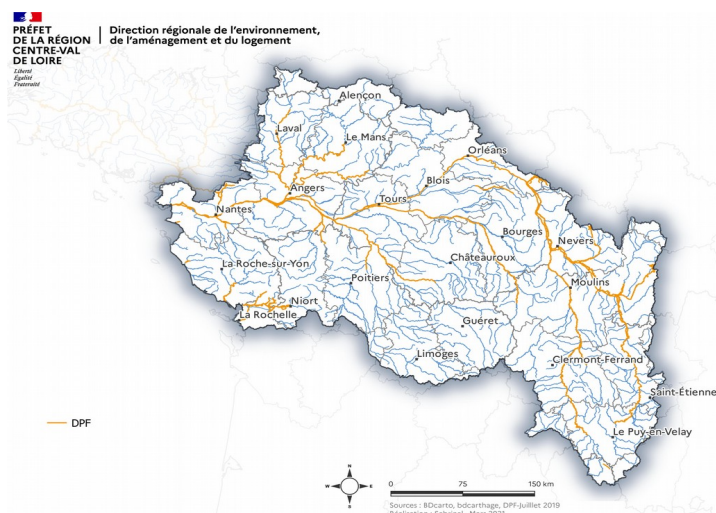 PRÉFET
DE LA RÉGION
CENTRE-VAL
DE LOIRE
Liberté
Égalité
Fraternité
Direction régionale de l'environnement,
de l'aménagement et du logement
Alençon
Laval
Le Mans
Orléans
Angers
Blois
Tours
Nantes
Bourges
Nevers
La Roche-sur-Yon
Châteauroux
Poitiers
Moulins
Niort
La Rochelle
Guéret
Limoges
Clermont-Ferrand
Saint-Étienne
DPF
Le Puy-en-Velay
N
W
E
S
0
75
150 km
Sources : BDcarto, bdcarthage, DPF-Juillet 2019